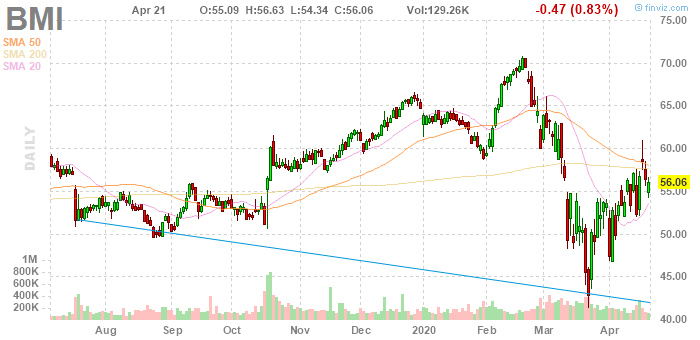 BMI Apr 21 O:55.09 H:56.63 L:54.34 C:56.06 Vol:129.26K -0.47 (0.83%)
© finviz.com
SMA 50
SMA 200
SMA 20
DAILY
75.00
70.00
65.00
60.00
56.06
55.00
50.00
45.00
40.00
1M
800K
600K
400K
200K
Aug Sep Oct Nov Dec 2020 Feb Mar Apr